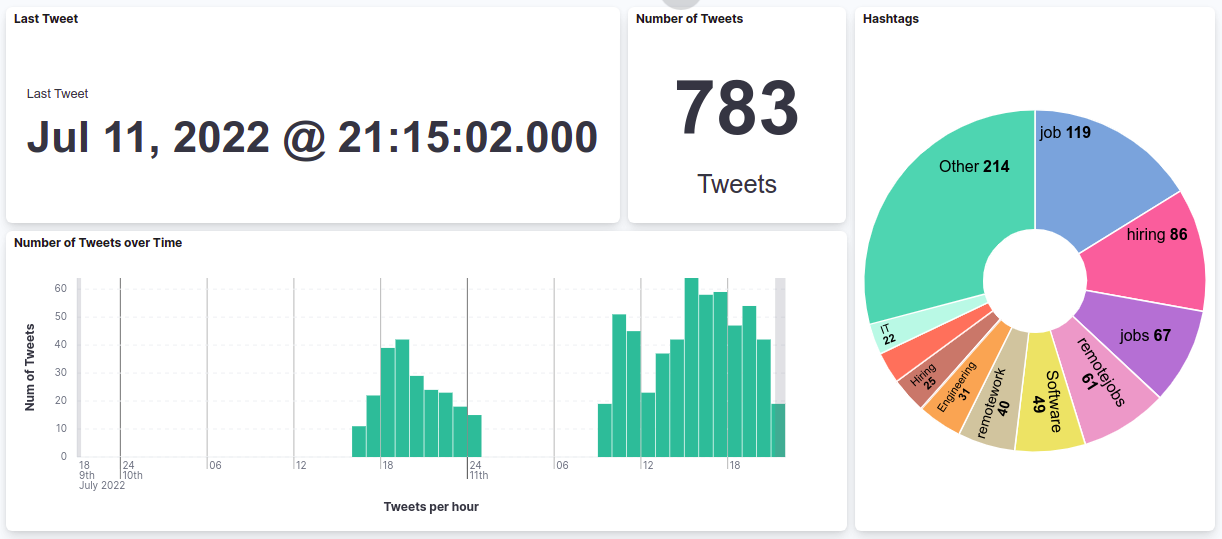 Last Tweet
Last Tweet
Jul 11, 2022 @ 21:15:02.000
Number of Tweets
783
Tweets
Number of Tweets over Time
Num of Tweets
60
50
40
30
20
10
0
18 24 06 12 18 24 06 12 18
9th 10th 11th
July 2022
Tweets per hour
Hashtags
job 119
hiring 86
jobs 67
remotejobs
61
Software
49
remotework
40
Engineering
31
Hiring
25
IT
22
Other 214